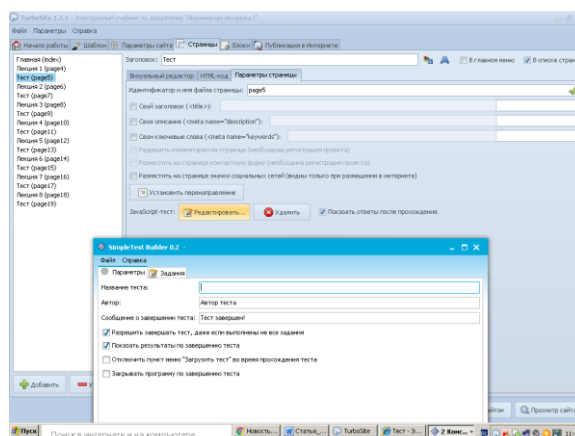 TurboSite 1.7.1 - Электронный учебник по дисциплине "Инженерная механика 1"
Файл Параметры Справка
Начало работы Шаблон Параметры сайта Страницы Блоки Публикация в Интернете
Главная (index)
Лекция 1 (page4)
Тест (page5)
Лекция 2 (page6)
Тест (page7)
Лекция 3 (page8)
Тест (page9)
Лекция 4 (page10)
Тест (page11)
Лекция 5 (page12)
Тест (page13)
Лекция 6 (page14)
Тест (page15)
Лекция 7 (page16)
Тест (page17)
Лекция 8 (page18)
Тест (page19)
Добавить
Заголовок: Тест
В главном меню В списке стран
Визуальный редактор HTML-код Параметры страницы
Идентификатор и имя файла страницы: page5
Свой заголовок (<title>):
Свое описание (<meta name="description"):
Свои ключевые слова (<meta name="keywords"):
Разрешить комментарии на странице (необходима регистрация проекта)
Разместить на странице контактную форму (необходима регистрация проекта)
Разместить на странице значки социальных сетей (видны только при размещении в интернете)
Установить перенаправление
JavaScript-тест: Редактировать... Удалить Показать ответы после прохождения
SimpleTest Builder 0.2 -
Файл Справка
Параметры Задания
Название теста:
Автор: Автор теста
Сообщение о завершении теста: Тест завершен!
Разрешить завершать тест, даже если выполнены не все задания
Показать результаты по завершению теста
Отключить пункт меню "Загрузить тест" во время прохождения теста
Закрывать программу по завершению теста
Просмотр сайт
Пуск Поиск в интернете и на компьютере Новость... Статья_... TurboSite Тест - Э... 2 Конс... 11: